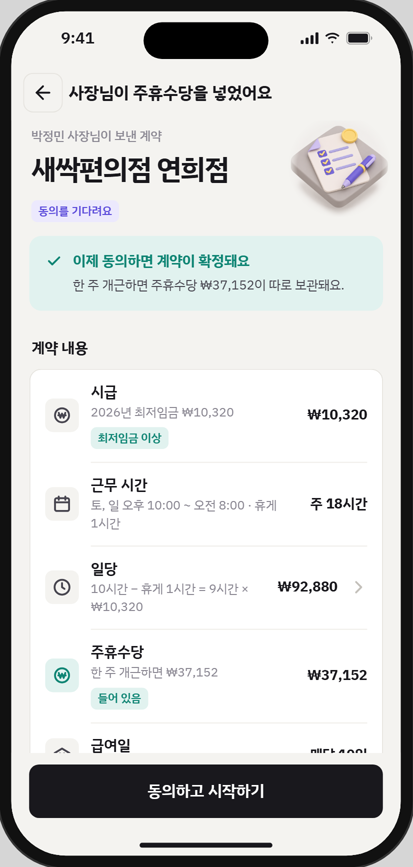 9:41
사장님이 주휴수당을 넣었어요
박정민 사장님이 보낸 계약
새싹편의점 연희점
동의를 기다려요
이제 동의하면 계약이 확정돼요
한 주 개근하면 주휴수당 ₩37,152이 따로 보관돼요.
계약 내용
시급
2026년 최저임금 ₩10,320
최저임금 이상
₩10,320
근무 시간
토, 일 오후 10:00 ~ 오전 8:00 · 휴게
1시간
주 18시간
일당
10시간 − 휴게 1시간 = 9시간 ×
₩10,320
₩92,880
주휴수당
한 주 개근하면 ₩37,152
들어 있음
₩37,152
급여일
동의하고 시작하기